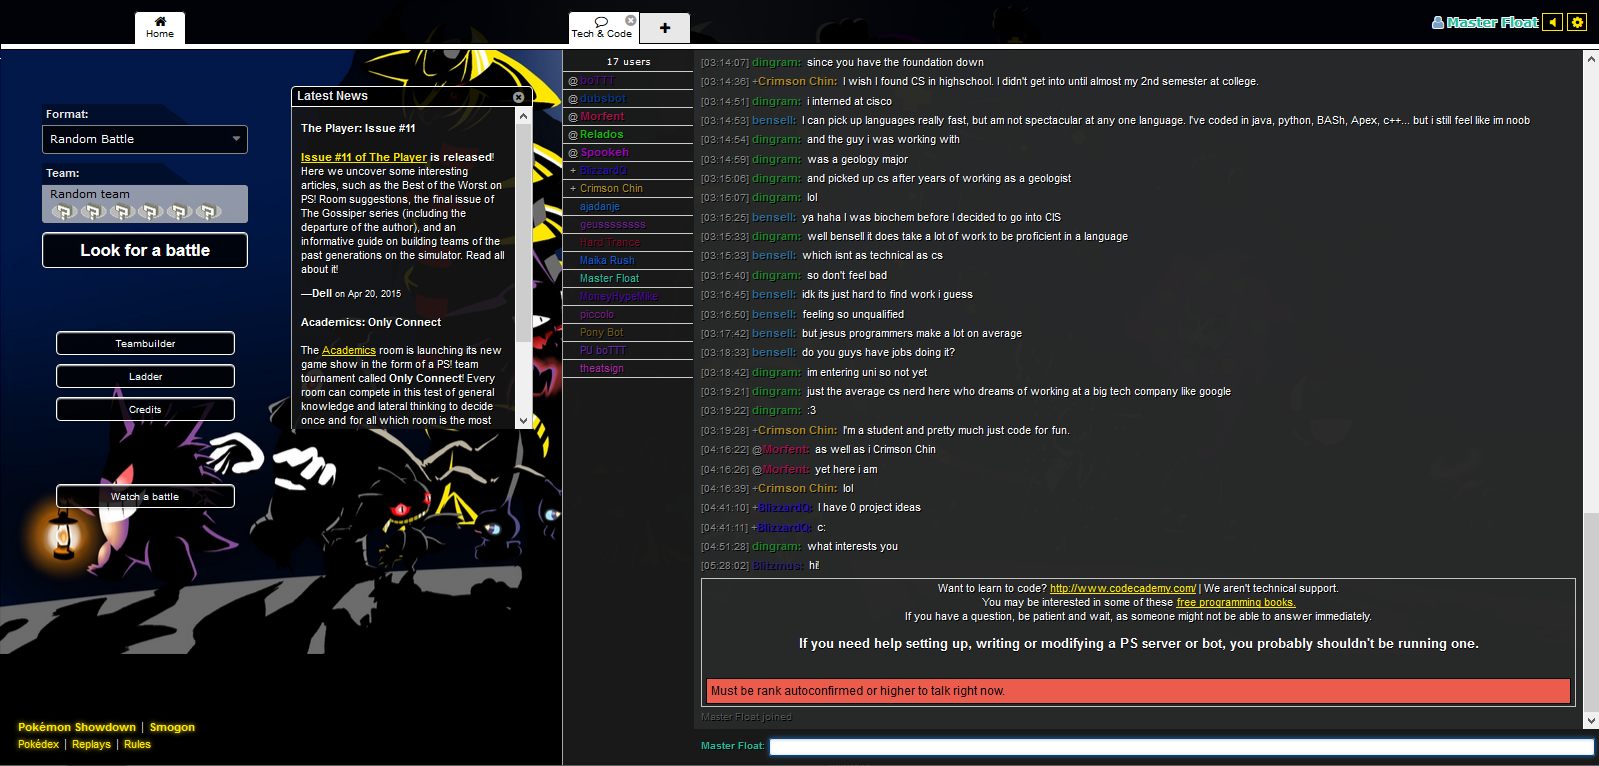 Home
Tech & Code
Master Float
Format:
Random Battle
Team:
Random team
Look for a battle
Teambuilder
Ladder
Credits
Watch a battle
Pokémon Showdown | Smogon
Pokédex | Replays | Rules
Latest News
The Player: Issue #11
Issue #11 of The Player is released!
Here we uncover some interesting
articles, such as the Best of the Worst on
PS! Room suggestions, the final issue of
The Gossiper series (including the
departure of the author), and an
informative guide on building teams of the
past generations on the simulator. Read all
about it!
—Dell on Apr 20, 2015
Academics: Only Connect
The Academics room is launching its new
game show in the form of a PS! team
tournament called Only Connect! Every
room can compete in this test of general
knowledge and lateral thinking to decide
once and for all which room is the most
17 users
@boTTT
@dubsbot
@Morfent
@Relados
@Spookeh
+BlizzardQ
+Crimson Chin
ajadanje
geussssssss
Hard Trance
Maika Rush
Master Float
MoneyHypeMike
piccolo
Pony Bot
PU boTTT
theatsign
[03:14:07] dingram: since you have the foundation down
[03:14:36] +Crimson Chin: I wish I found CS in highschool. I didn't get into until almost my 2nd semester at college.
[03:14:51] dingram: i interned at cisco
[03:14:53] bensell: I can pick up languages really fast, but am not spectacular at any one language. I've coded in java, python, BASh, Apex, c++... but i still feel like im noob
[03:14:54] dingram: and the guy i was working with
[03:14:59] dingram: was a geology major
[03:15:06] dingram: and picked up cs after years of working as a geologist
[03:15:07] dingram: lol
[03:15:25] bensell: ya haha I was biochem before I decided to go into CIS
[03:15:33] dingram: well bensell it does take a lot of work to be proficient in a language
[03:15:33] bensell: which isnt as technical as cs
[03:15:40] dingram: so don't feel bad
[03:16:45] bensell: idk its just hard to find work i guess
[03:16:50] bensell: feeling so unqualified
[03:17:42] bensell: but jesus programmers make a lot on average
[03:18:33] bensell: do you guys have jobs doing it?
[03:18:42] dingram: im entering uni so not yet
[03:19:21] dingram: just the average cs nerd here who dreams of working at a big tech company like google
[03:19:22] dingram: :3
[03:19:28] +Crimson Chin: I'm a student and pretty much just code for fun.
[04:16:22] @Morfent: as well as i Crimson Chin
[04:16:26] @Morfent: yet here i am
[04:16:39] +Crimson Chin: lol
[04:41:10] +BlizzardQ: I have 0 project ideas
[04:41:11] +BlizzardQ: c:
[04:51:28] dingram: what interests you
[05:28:02] Blitzmus: hi!
Want to learn to code? http://www.codecademy.com/ | We aren't technical support.
You may be interested in some of these free programming books.
If you have a question, be patient and wait, as someone might not be able to answer immediately.
If you need help setting up, writing or modifying a PS server or bot, you probably shouldn't be running one.
Must be rank autoconfirmed or higher to talk right now.
Master Float joined
Master Float: